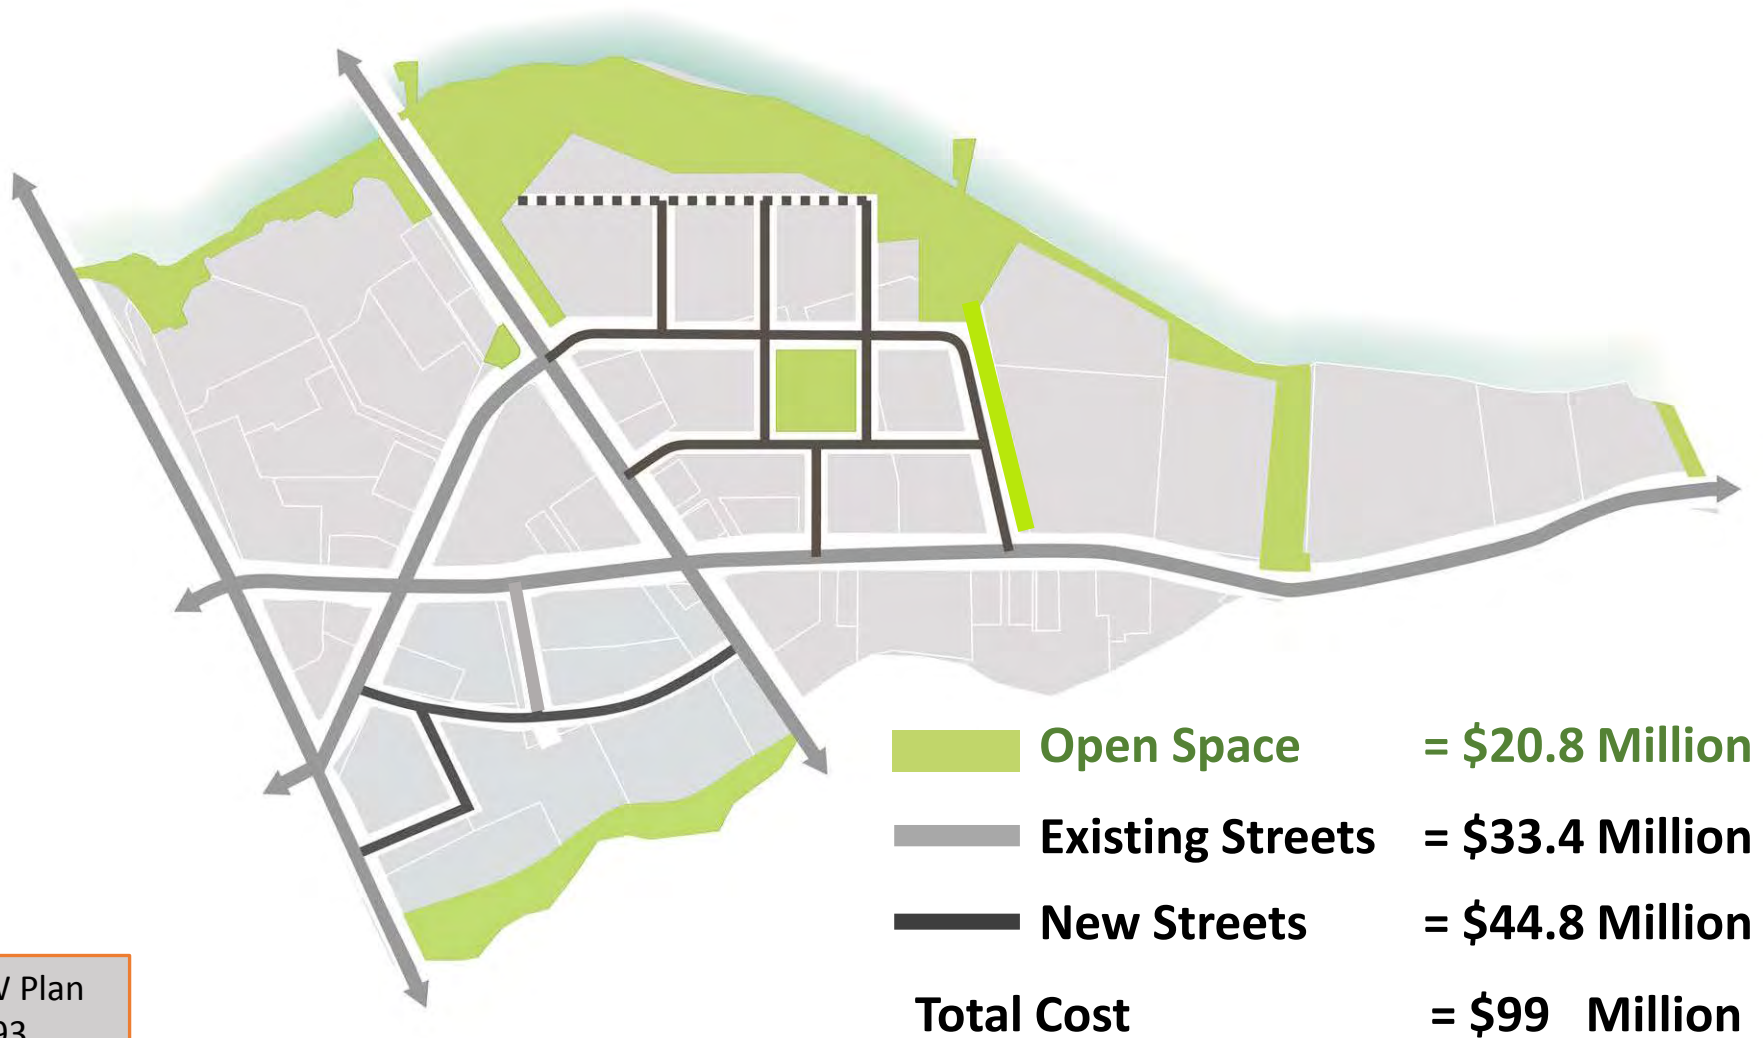 Open Space = $20.8 Million
Existing Streets = $33.4 Million
New Streets = $44.8 Million
Total Cost = $99 Million
Plan
93